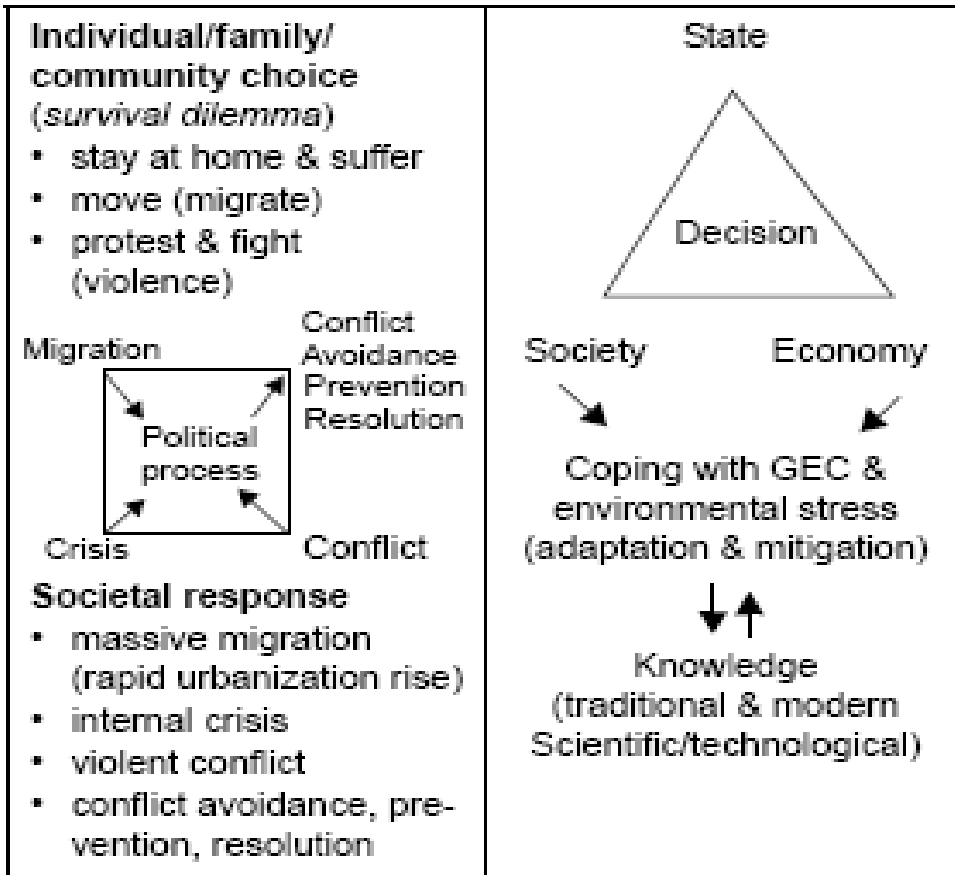 Individual/family/
community choice
(survival dilemma)
• stay at home & suffer
• move (migrate)
• protest & fight
(violence)
Migration
Conflict
Avoidance
Prevention
Resolution
Political
process
Crisis
Conflict
Societal response
• massive migration
(rapid urbanization rise)
• internal crisis
• violent conflict
• conflict avoidance, pre-
vention, resolution
State
Decision
Society
Economy
Coping with GEC &
environmental stress
(adaptation & mitigation)
Knowledge
(traditional & modern
Scientific/technological)